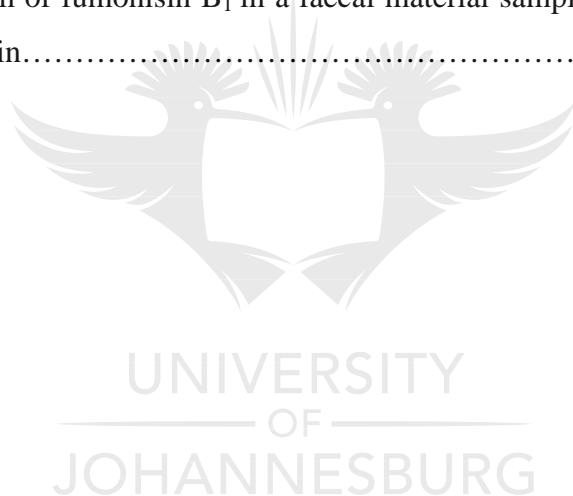 of fumonisin B1 in a faecal material
in……………………………………………………………………
UNIVERSITY
OF
JOHANNESBURG